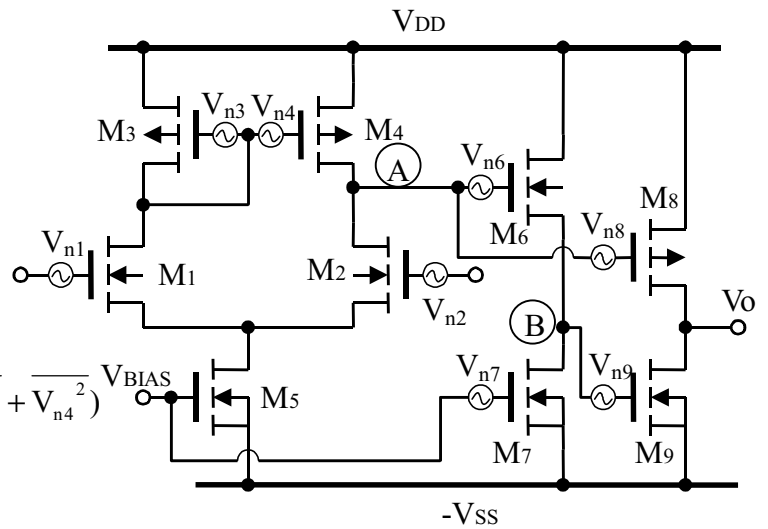 VDD
Vn3 Vn4
M3 M4
A
Vn6
M8
Vn1
M6
Vn8
M1 M2
Vn2
B
Vo
+ Vn4²)
VBIAS
Vn7
Vn9
M5
M7
M9
-VSS